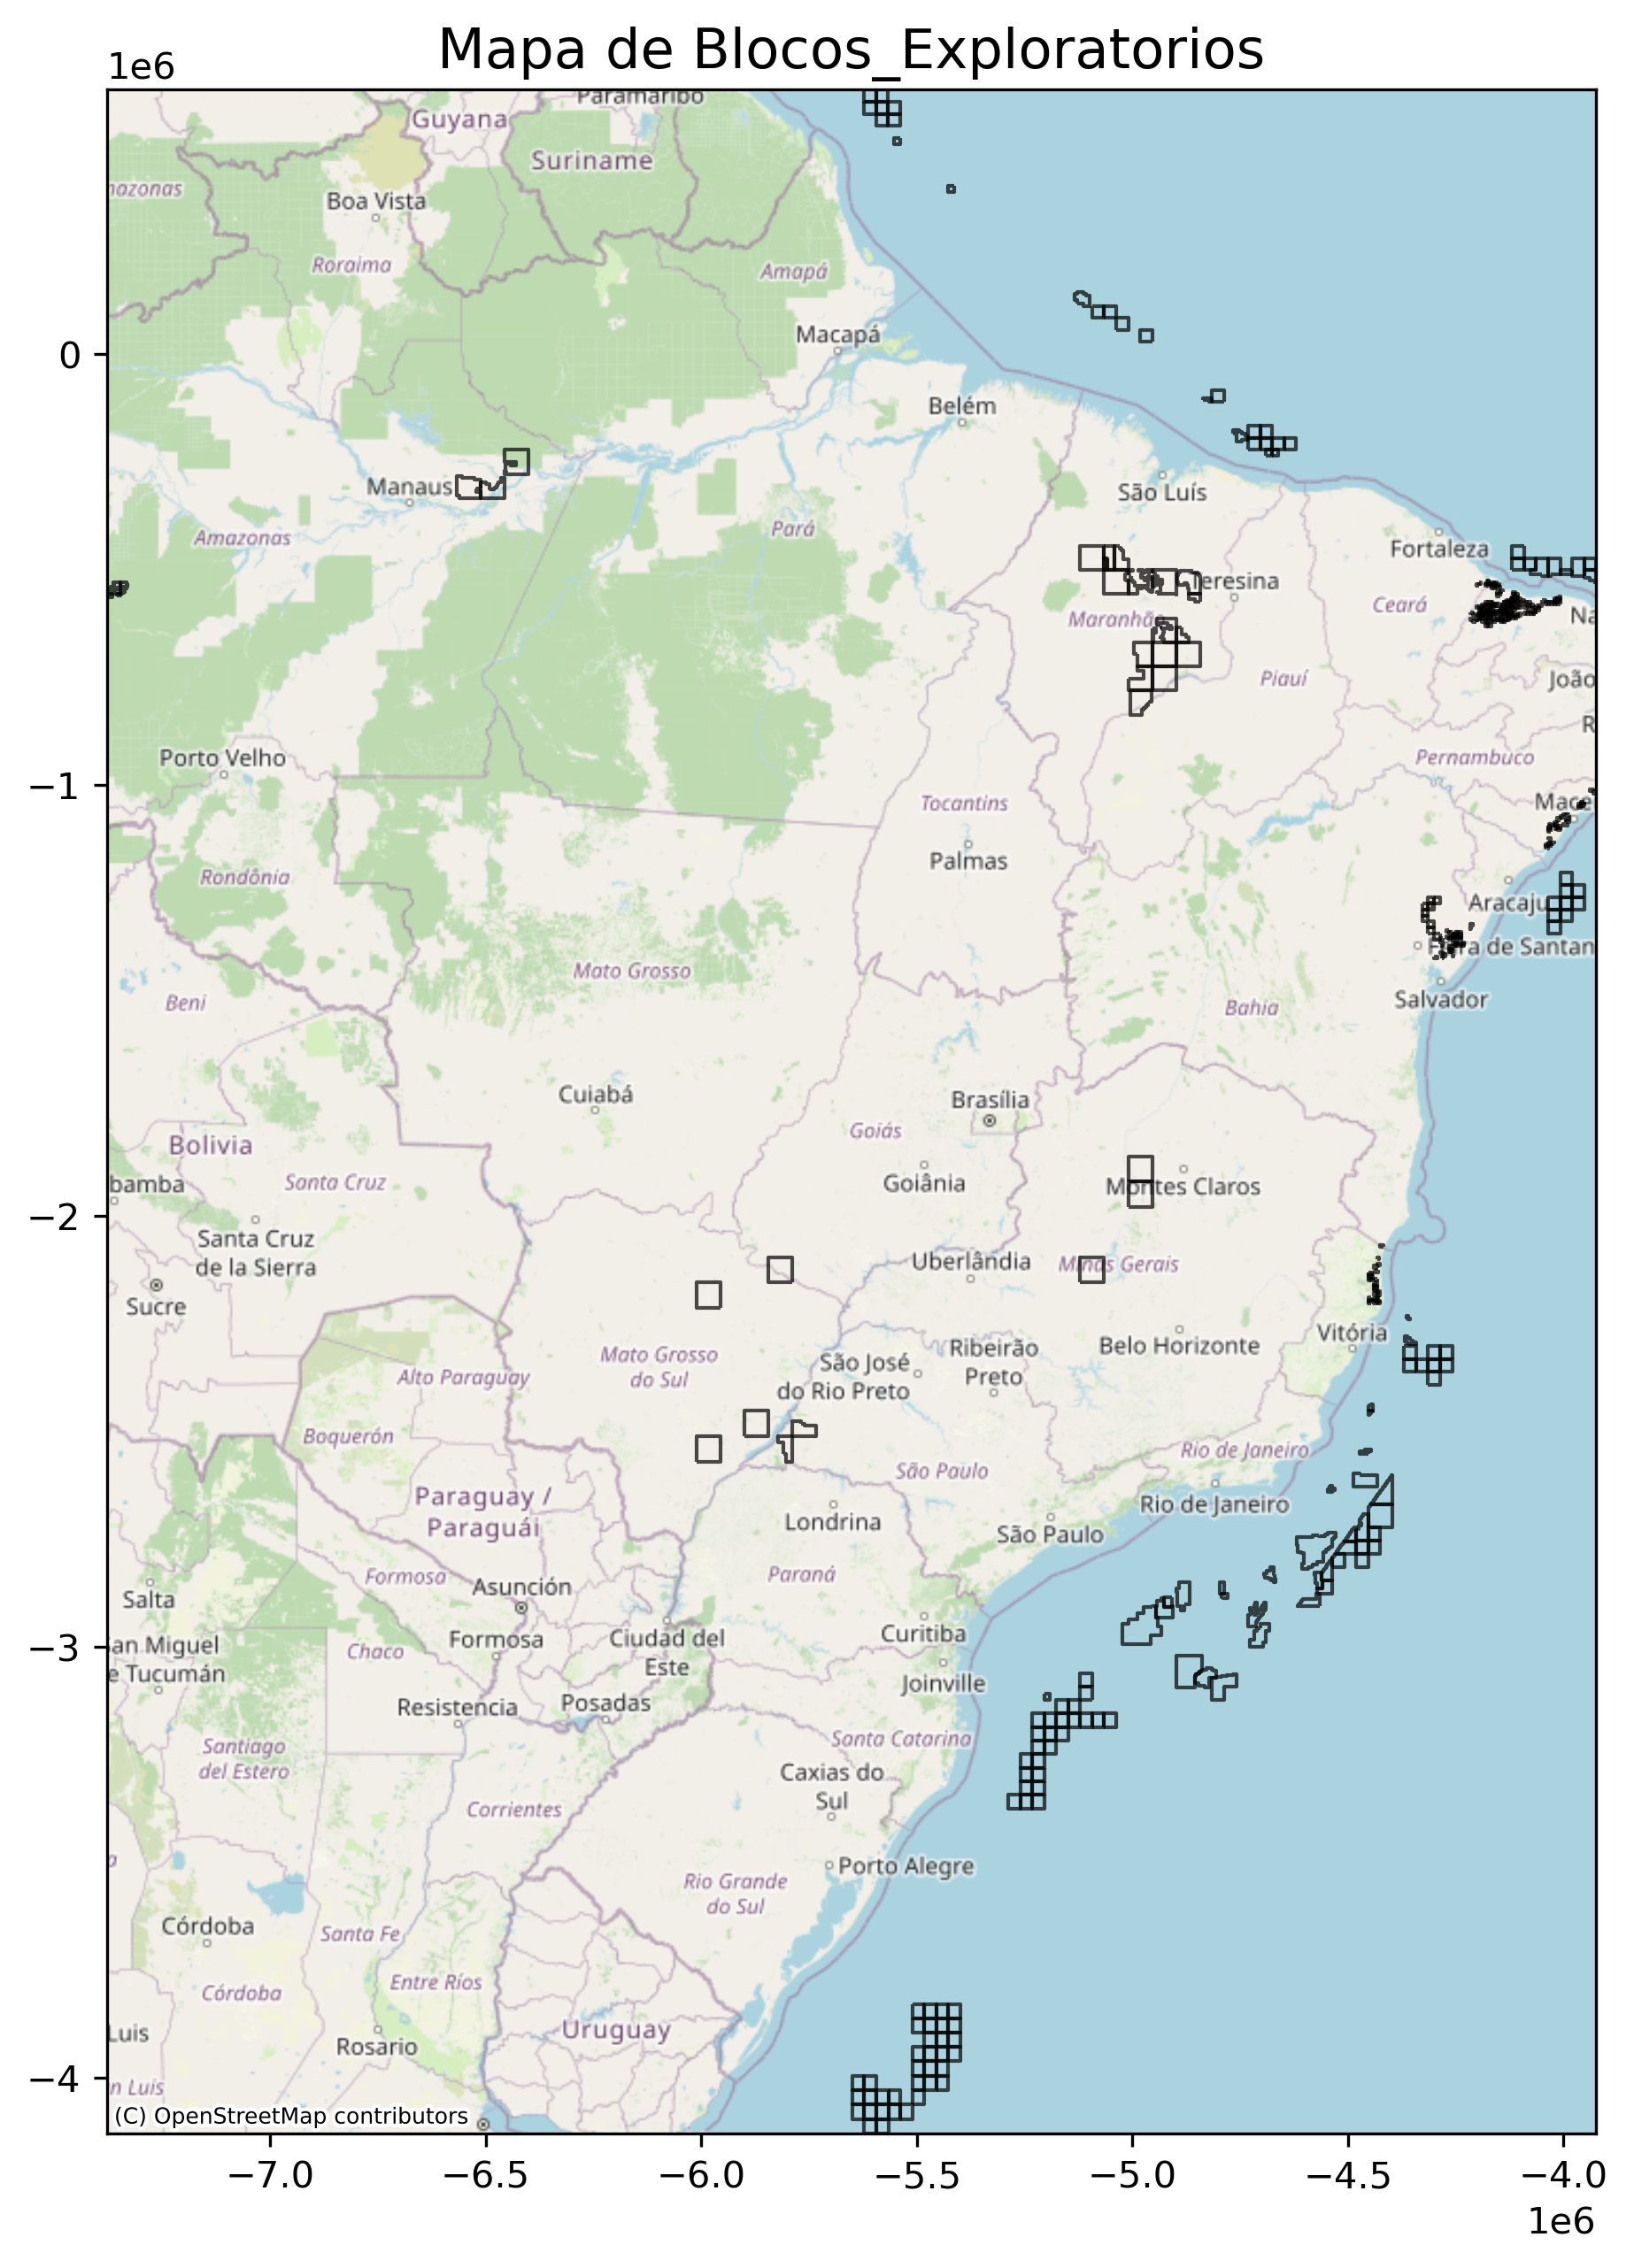 Mapa de Blocos_Exploratorios
1e6
Paramaribo
Guyana
Suriname
nazonas
Boa Vista
Roraima
Amapá
Macapá
0
Belém
Manaus
São Luís
Amazonas
Pará
Fortaleza
Teresina
Ceará
Maranhão
Na
Piauí
João
R
Porto Velho
Pernambuco
−1
Tocantins
Mace
Palmas
Rondônia
Aracaju
Feira de Santan
Mato Grosso
Beni
Salvador
Bahia
Cuiabá
Brasília
Goiás
Bolivia
bamba
Santa Cruz
Goiânia
Montes Claros
−2
Santa Cruz
de la Sierra
Uberlândia
Minas Gerais
Sucre
Vitória
Mato Grosso
do Sul
São José
do Rio Preto
Ribeirão
Preto
Belo Horizonte
Alto Paraguay
Boquerón
Rio de Janeiro
São Paulo
Paraguay /
Paraguái
Rio de Janeiro
Londrina
São Paulo
Formosa
Asunción
Paraná
Salta
−3
an Miguel
e Tucumán
Chaco
Formosa
Ciudad del
Este
Curitiba
Joinville
Resistencia
Posadas
Santa Catarina
Santiago
del Estero
Caxias do
Sul
Corrientes
Porto Alegre
Rio Grande
do Sul
Córdoba
Santa Fe
Córdoba
Entre Ríos
Luis
Rosario
Uruguay
−4
n Luis
(C) OpenStreetMap contributors
−7.0
−6.5
−6.0
−5.5
−5.0
−4.5
−4.0
1e6